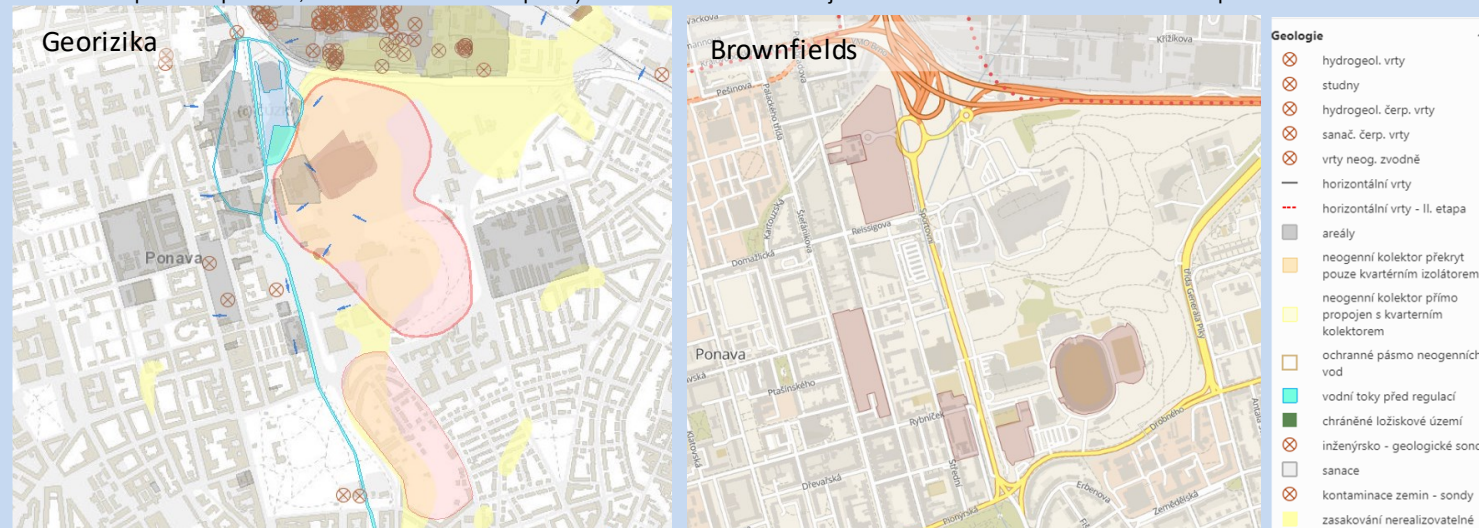 Georizika
Ponava
Brownfields
Křižíkova
Pešinova
Palackého třída
Kartouzská
Štefánikova
Domažlická
Reissigova
Sportovní
třída Generála Píky
Ponava
Ptašínského
Rybníček
Drobného
Dřevařská
Střední
Pionýrská
Erbenova
Zemědělská
Geologie
hydrogeol. vrty
studny
hydrogeol. čerp. vrty
sanač. čerp. vrty
vrty neog. zvodně
horizontální vrty
horizontální vrty - II. etapa
areály
neogenní kolektor překryt
pouze kvartérním izolátorem
neogenní kolektor přímo
propojen s kvarterním
kolektorem
ochranné pásmo neogenních
vod
vodní toky před regulací
chráněné ložiskové území
inženýrsko - geologické sond
sanace
kontaminace zemin - sondy
zasakování nerealizovatelné